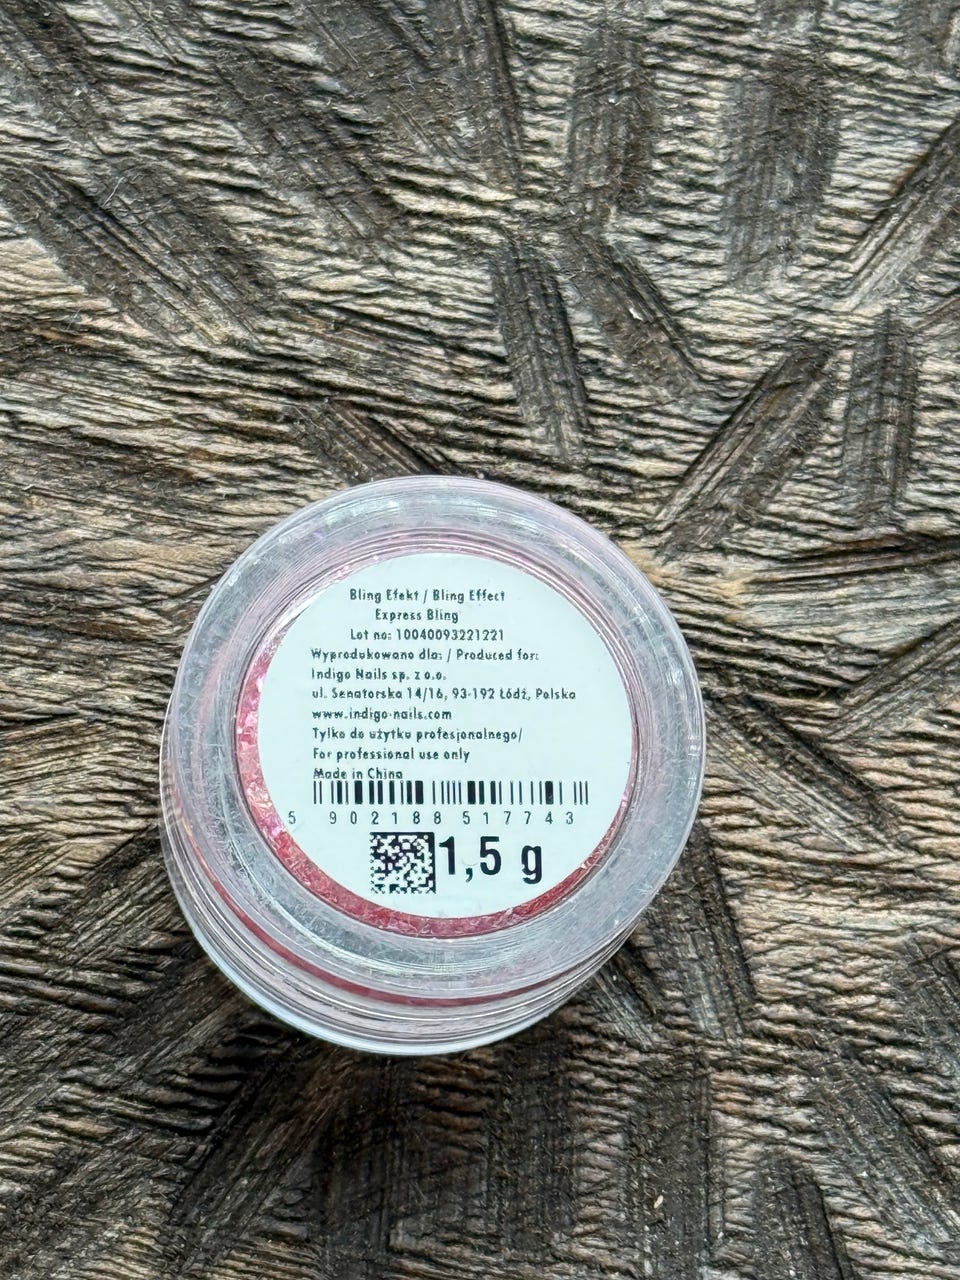 Bling Efekt / Bling Effect
Express Bling
Lot no: 10040093221221
Wyprodukowano dla: / Produced for:
Indigo Nails sp. z o.o.
ul. Senatorska 14/16, 93-192 Łódź, Polska
www.indigo-nails.com
Tylko do użytku profesjonalnego/
For professional use only
Made in China
5 902188 517743
1,5 g